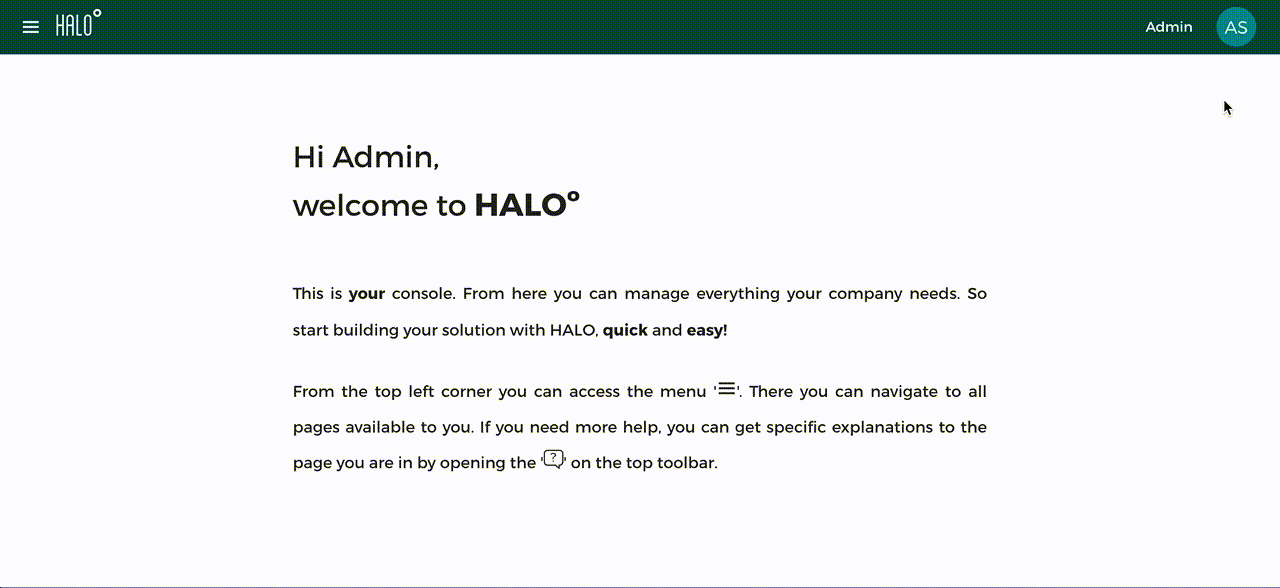 HALO°
Admin
AS
Hi Admin,
welcome to HALO°
This is your console. From here you can manage everything your company needs. So
start building your solution with HALO, quick and easy!
From the top left corner you can access the menu '☰'. There you can navigate to all
pages available to you. If you need more help, you can get specific explanations to the
page you are in by opening the '?' on the top toolbar.